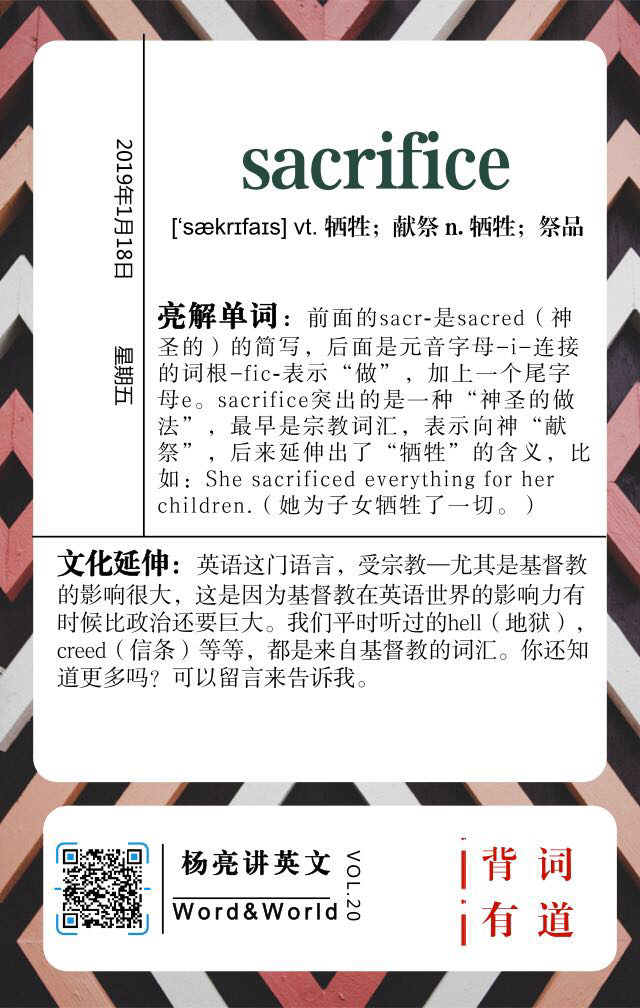 2019年1月18日
星期五
sacrifice
[‘sækrɪfaɪs] vt. 牺牲；献祭 n. 牺牲；祭品
亮解单词：前面的sacr-是sacred（神
圣的）的简写，后面是元音字母–i–连接
的词根–fic-表示“做”，加上一个尾字
母e。sacrifice突出的是一种“神圣的做
法”，最早是宗教词汇，表示向神“献
祭”，后来延伸出了“牺牲”的含义，比
如：She sacrificed everything for her
children.（她为子女牺牲了一切。）
文化延伸：英语这门语言，受宗教—尤其是基督教
的影响很大，这是因为基督教在英语世界的影响力有
时候比政治还要巨大。我们平时听过的hell（地狱），
creed（信条）等等，都是来自基督教的词汇。你还知
道更多吗？可以留言来告诉我。
杨亮讲英文
Word&World
VOL.20
背词
有道